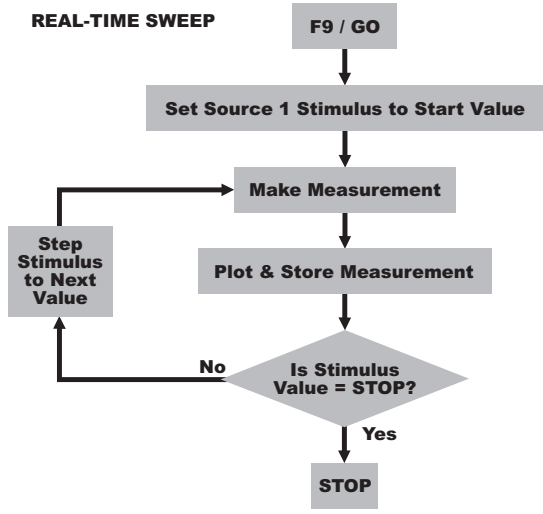 REAL-TIME SWEEP
F9 / GO
Set Source 1 Stimulus to Start Value
Make Measurement
Step
Stimulus
to Next
Value
Plot & Store Measurement
No
Is Stimulus
Value = STOP?
Yes
STOP